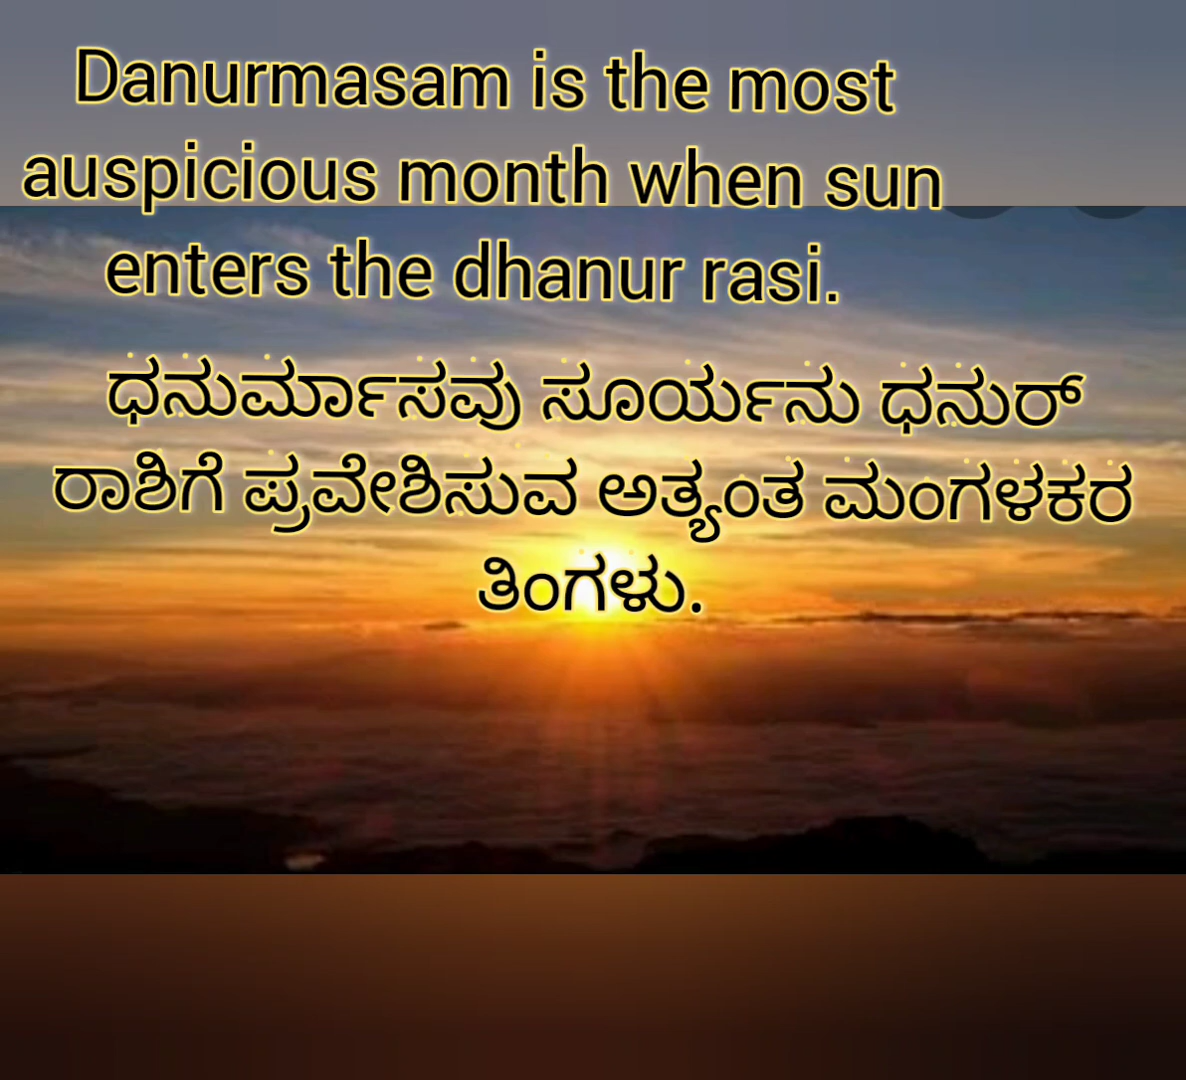 Danurmasam is the most
auspicious month when sun
enters the dhanur rasi.
ಧನುರ್ಮಾಸವು ಸೂರ್ಯನು ಧನುರ್
ರಾಶಿಗೆ ಪ್ರವೇಶಿಸುವ ಅತ್ಯಂತ ಮಂಗಳಕರ
ತಿಂಗಳು.